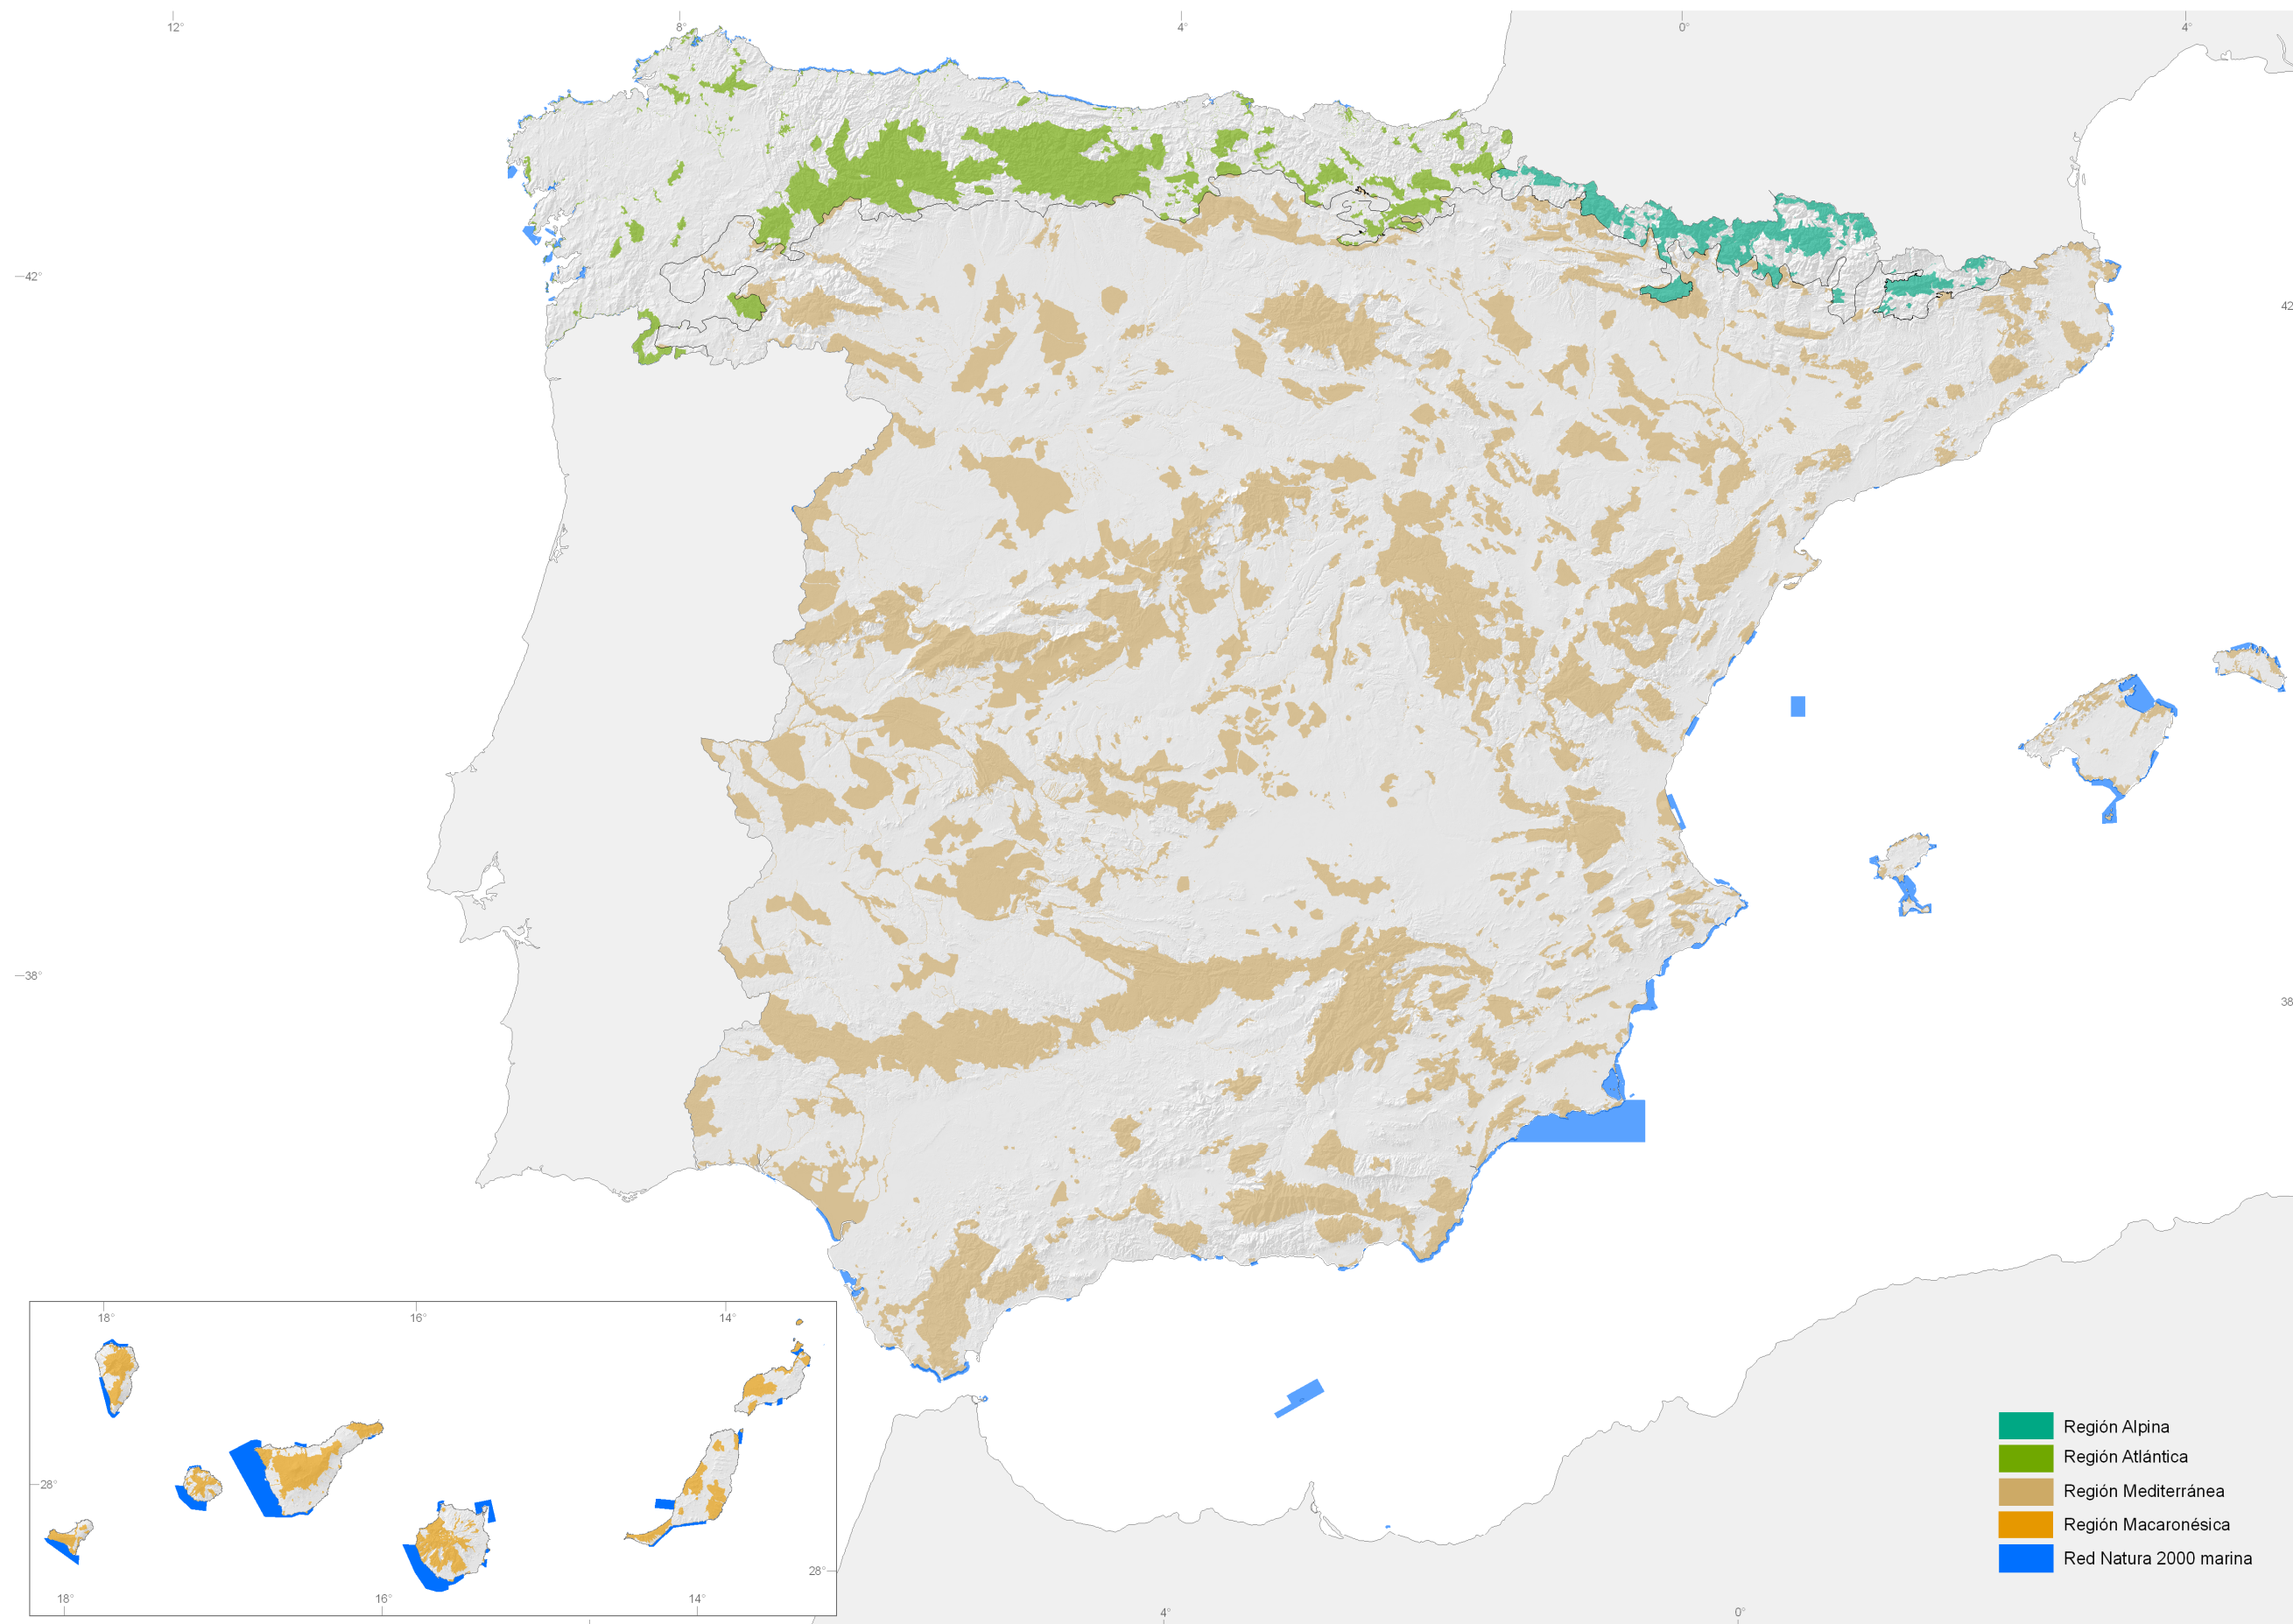 12° 8° 4° 0° 4°
42° 42
38° 38
18° 16° 14°
28° 28°
18° 16° 14°
4° 0°
Región Alpina
Región Atlántica
Región Mediterránea
Región Macaronésica
Red Natura 2000 marina